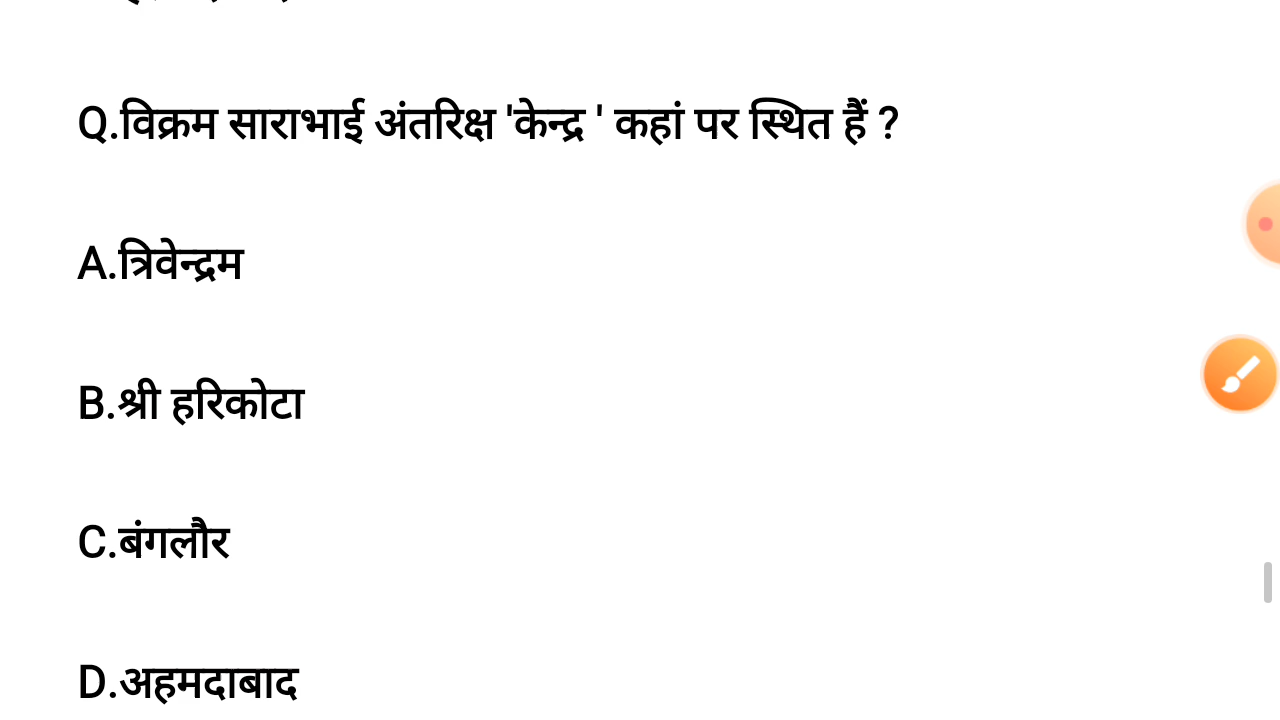 Q.विक्रम साराभाई अंतरिक्ष 'केन्द्र ' कहां पर स्थित हैं ?
A.त्रिवेन्द्रम
B.श्री हरिकोटा
C.बंगलौर
D.अहमदाबाद